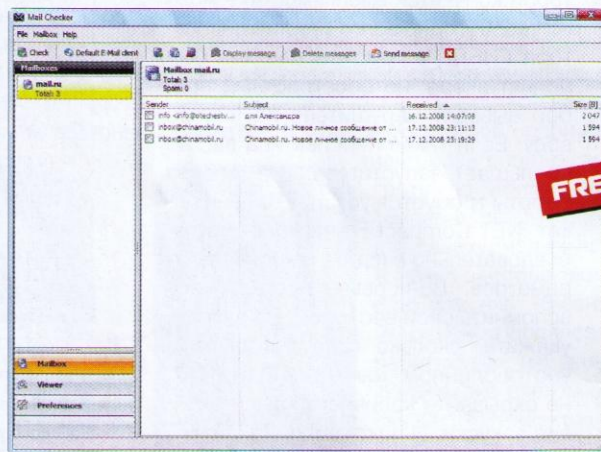 Mail Checker
File Mailbox Help
Check Default E-Mail client Display message Delete messages Send message
Mailboxes
mail.ru
Total: 3
Mailbox mail.ru
Total: 3
Spam: 0
Sender Subject Received Size [B]
info для Александра 16.12.2008 14:07:08 2 047
inbox@chinamobil.ru Chinamobil.ru. Новое личное сообщение от ... 17.12.2008 23:11:13 1 594
inbox@chinamobil.ru Chinamobil.ru. Новое личное сообщение от ... 17.12.2008 23:19:29 1 594
FRE
Mailbox
Viewer
Preferences